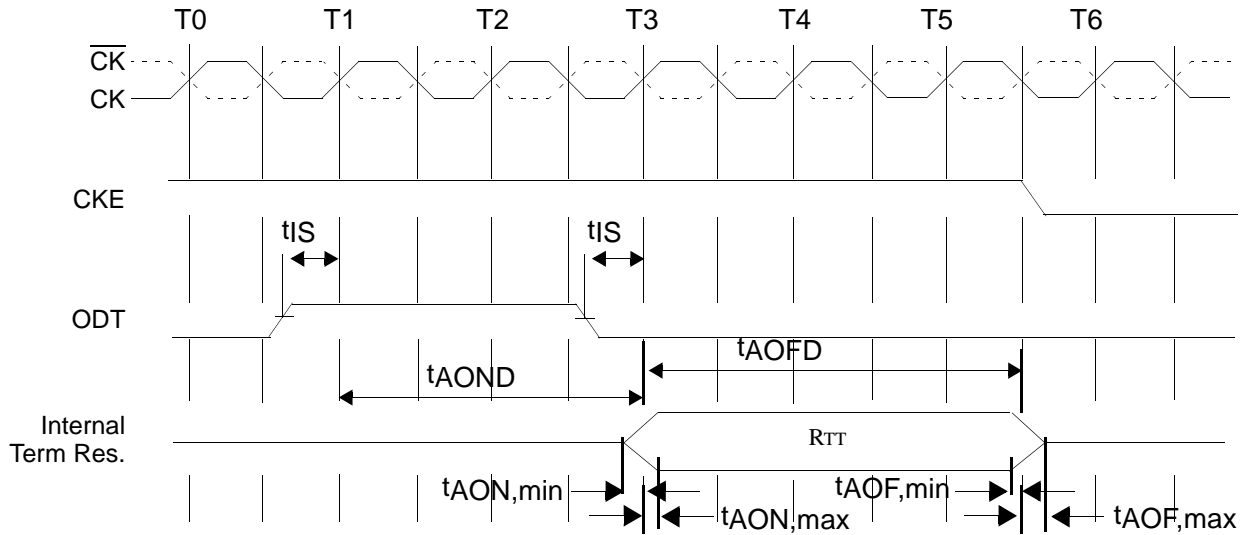 T0 T1 T2 T3 T4 T5 T6
CK
CK
CKE
tIS tIS
ODT
tAOFD
tAOND
Internal
Term Res.
RTT
tAON,min tAOF,min
tAON,max tAOF,max